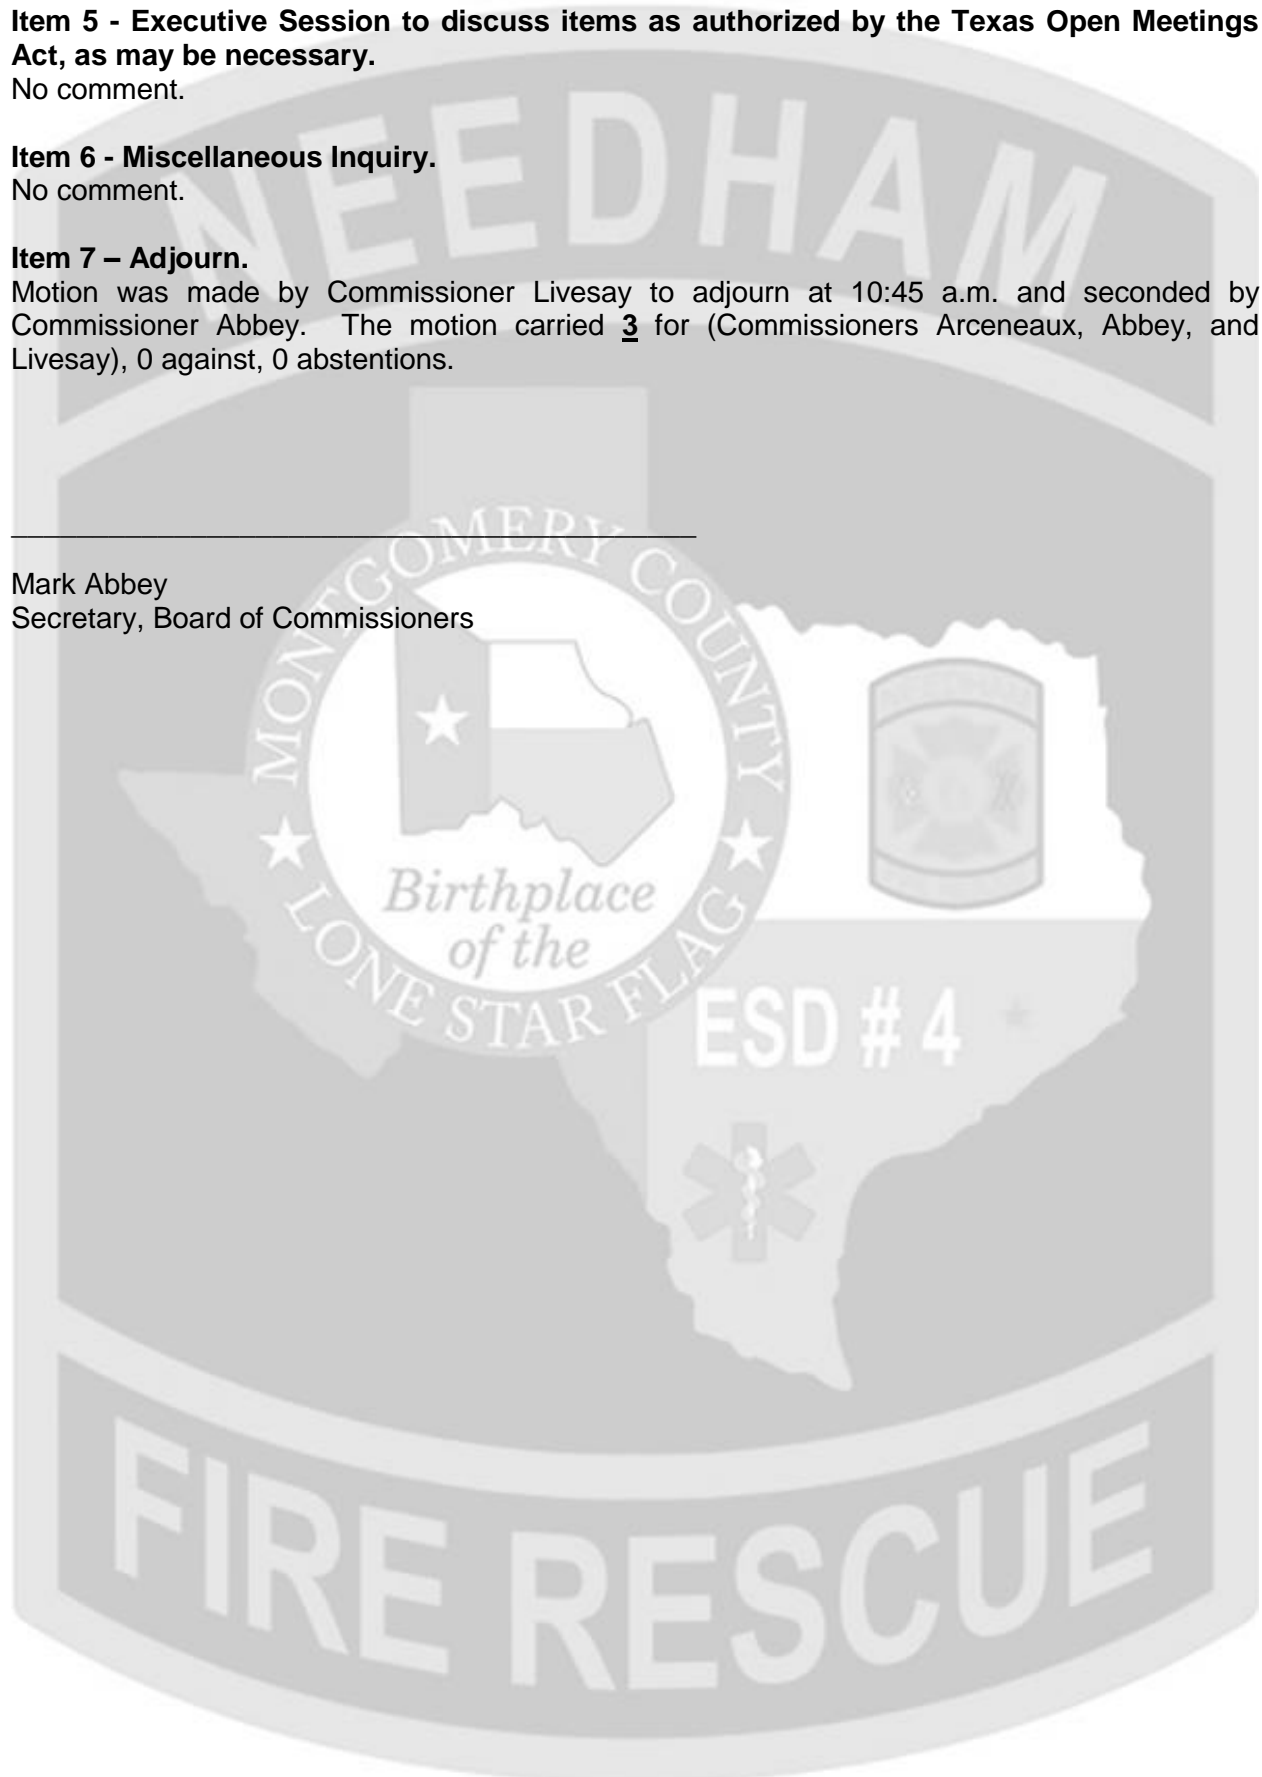 Item 5 - Executive Session to discuss items as authorized by the Texas Open Meetings
Act, as may be necessary.
No comment.
Item 6 - Miscellaneous Inquiry.
No comment.
Item 7 – Adjourn.
Motion was made by Commissioner Livesay to adjourn at 10:45 a.m. and seconded by
Commissioner Abbey. The motion carried 3 for (Commissioners Arceneaux, Abbey, and
Livesay), 0 against, 0 abstentions.
Mark Abbey
Secretary, Board of Commissioners
NEEDHAM
MONTGOMERY COUNTY
Birthplace
of the
LONE STAR FLAG
ESD # 4
FIRE RESCUE